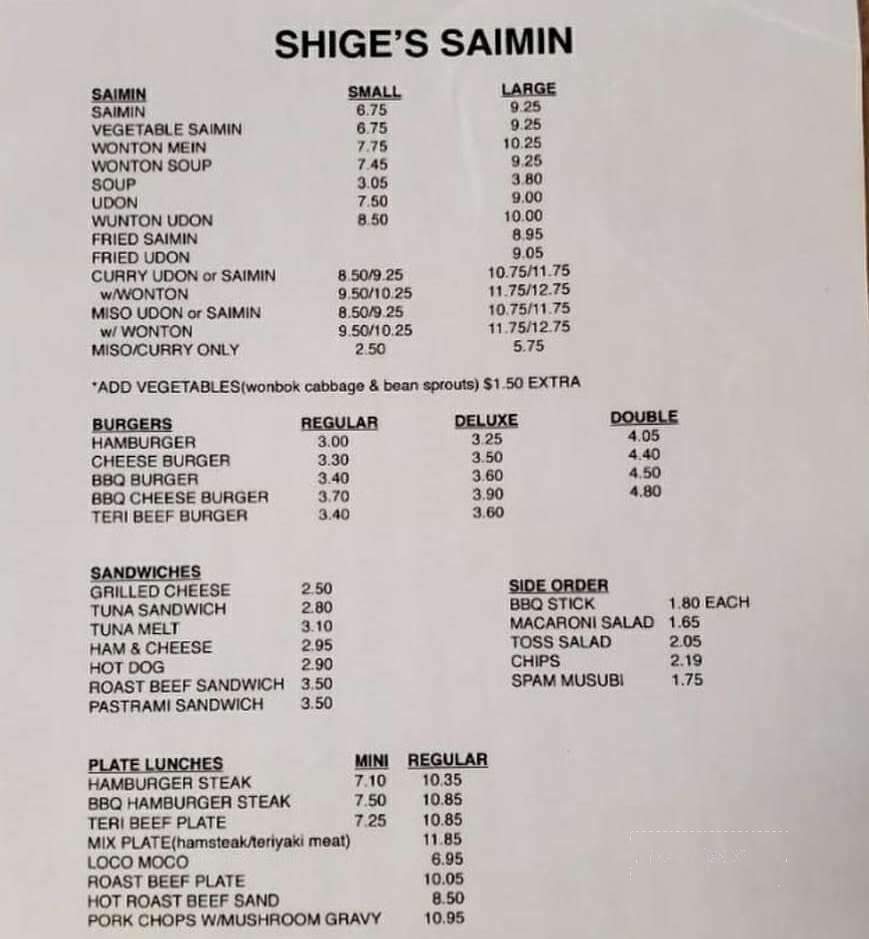 SHIGE'S SAIMIN
SAIMIN SMALL LARGE
SAIMIN 6.75 9.25
VEGETABLE SAIMIN 6.75 9.25
WONTON MEIN 7.75 10.25
WONTON SOUP 7.45 9.25
SOUP 3.05 3.80
UDON 7.50 9.00
WUNTON UDON 8.50 10.00
FRIED SAIMIN 8.95
FRIED UDON 9.05
CURRY UDON or SAIMIN 8.50/9.25 10.75/11.75
w/WONTON 9.50/10.25 11.75/12.75
MISO UDON or SAIMIN 8.50/9.25 10.75/11.75
w/ WONTON 9.50/10.25 11.75/12.75
MISO/CURRY ONLY 2.50 5.75
*ADD VEGETABLES(wonbok cabbage & bean sprouts) $1.50 EXTRA
BURGERS REGULAR DELUXE DOUBLE
HAMBURGER 3.00 3.25 4.05
CHEESE BURGER 3.30 3.50 4.40
BBQ BURGER 3.40 3.60 4.50
BBQ CHEESE BURGER 3.70 3.90 4.80
TERI BEEF BURGER 3.40 3.60
SANDWICHES
GRILLED CHEESE 2.50
TUNA SANDWICH 2.80
TUNA MELT 3.10
HAM & CHEESE 2.95
HOT DOG 2.90
ROAST BEEF SANDWICH 3.50
PASTRAMI SANDWICH 3.50
SIDE ORDER
BBQ STICK 1.80 EACH
MACARONI SALAD 1.65
TOSS SALAD 2.05
CHIPS 2.19
SPAM MUSUBI 1.75
PLATE LUNCHES MINI REGULAR
HAMBURGER STEAK 7.10 10.35
BBQ HAMBURGER STEAK 7.50 10.85
TERI BEEF PLATE 7.25 10.85
MIX PLATE(hamsteak/teriyaki meat) 11.85
LOCO MOCO 6.95
ROAST BEEF PLATE 10.05
HOT ROAST BEEF SAND 8.50
PORK CHOPS W/MUSHROOM GRAVY 10.95